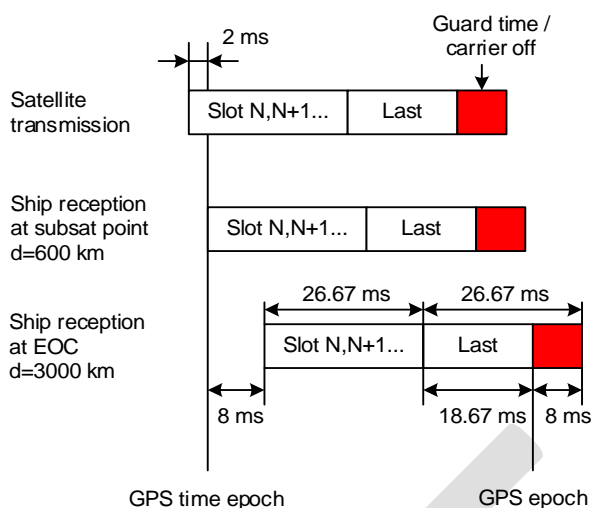 2 ms
Guard time /
carrier off
Satellite
transmission
Slot N,N+1...
Last
Ship reception
at subsat point
d=600 km
Slot N,N+1...
Last
26.67 ms
26.67 ms
Ship reception
at EOC
d=3000 km
Slot N,N+1...
Last
8 ms
18.67 ms
8 ms
GPS time epoch
GPS epoch